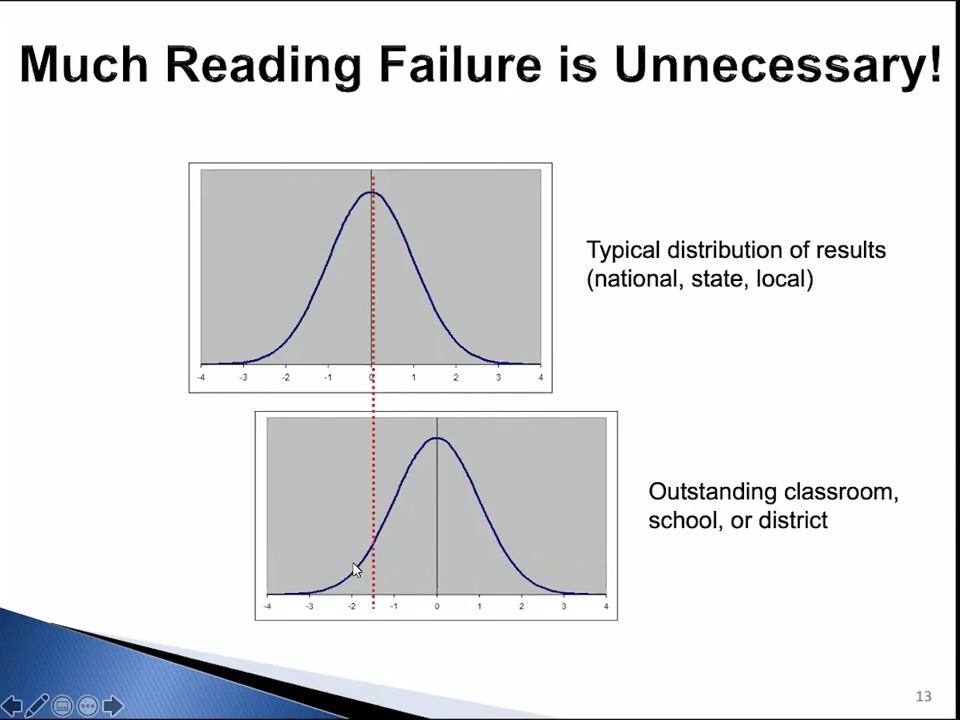 Much Reading Failure is Unnecessary!
Typical distribution of results
(national, state, local)
-4 -3 -2 -1 0 1 2 3 4
Outstanding classroom,
school, or district
-4 -3 -2 -1 0 1 2 3 4
13